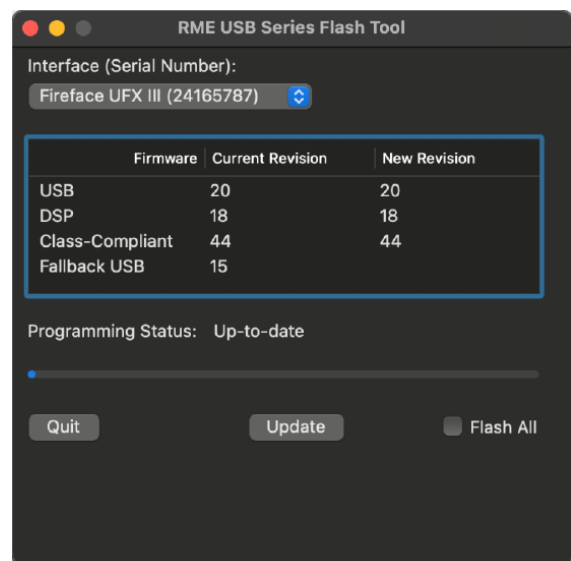 RME USB Series Flash Tool
Interface (Serial Number):
Fireface UFX III (24165787)
Firmware Current Revision New Revision
USB 20 20
DSP 18 18
Class-Compliant 44 44
Fallback USB 15
Programming Status: Up-to-date
Quit Update Flash All